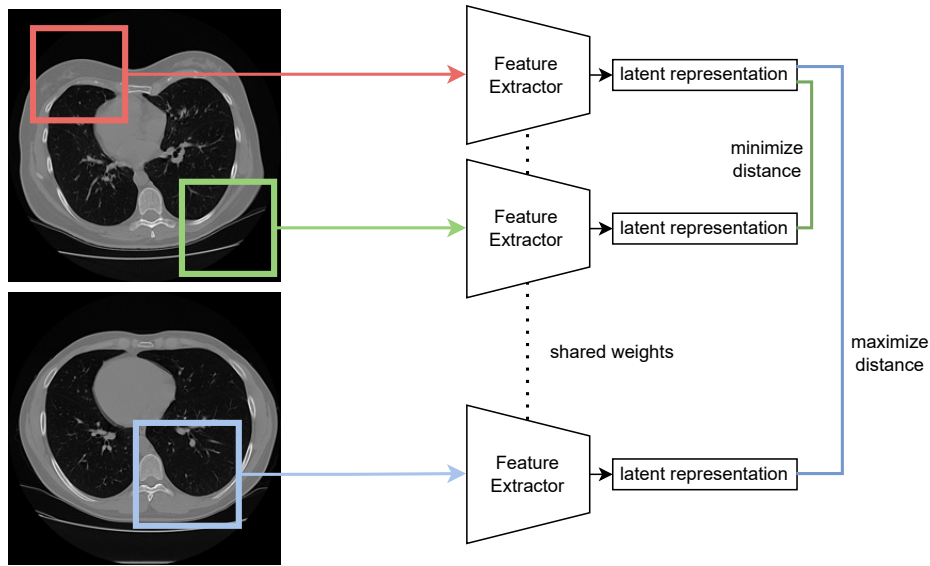 Feature
Extractor
latent representation
minimize
distance
Feature
Extractor
latent representation
shared weights
maximize
distance
Feature
Extractor
latent representation